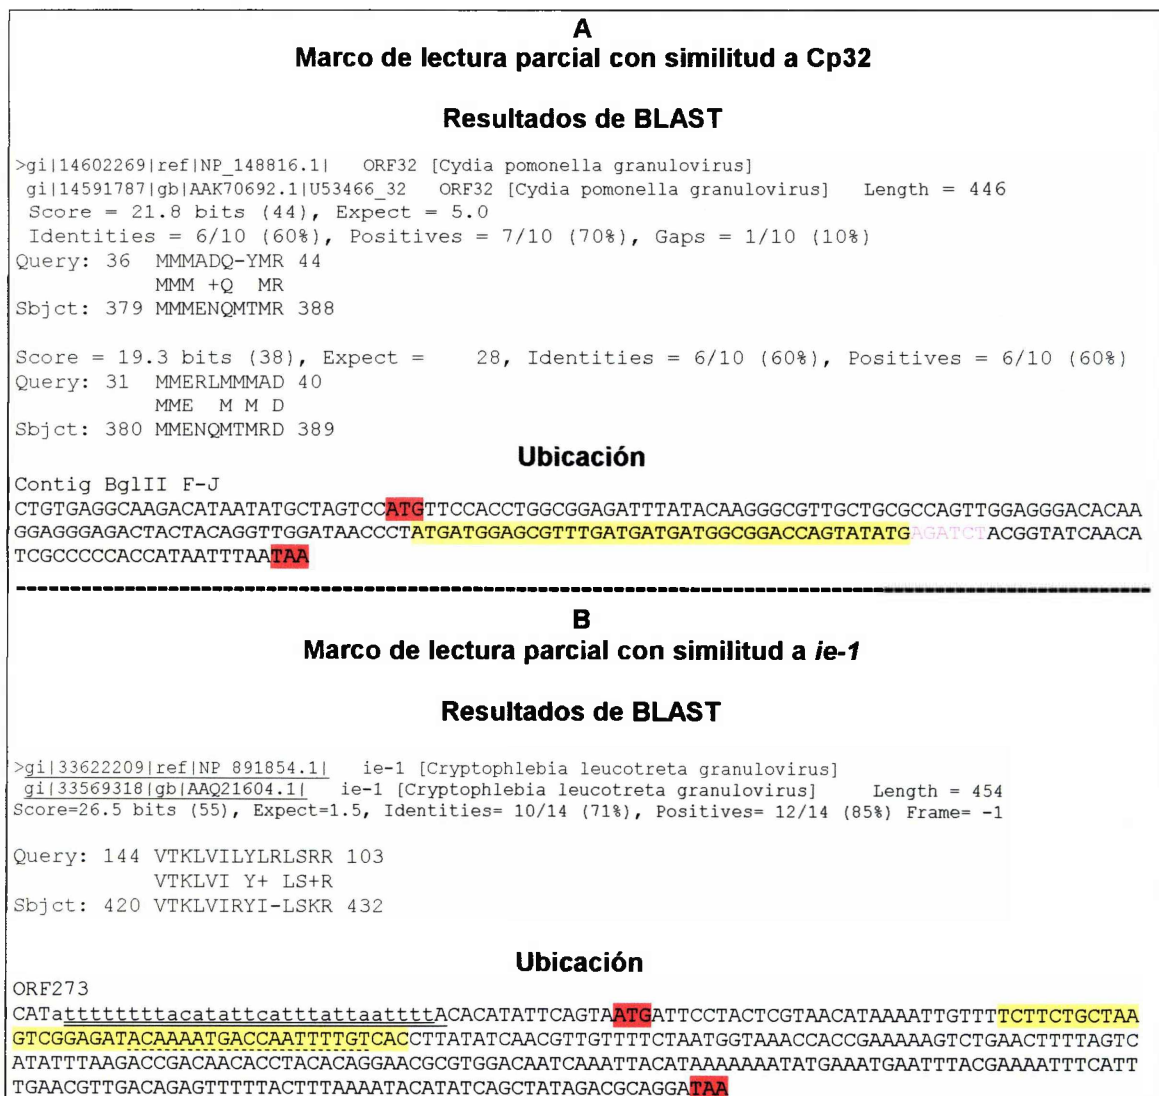 A
Marco de lectura parcial con similitud a Cp32
Resultados de BLAST
>gi|14602269|ref|NP_148816.1| ORF32 [Cydia pomonella granulovirus]
gi|14591787|gb|AAK70692.1|U53466_32 ORF32 [Cydia pomonella granulovirus] Length = 446
Score = 21.8 bits (44), Expect = 5.0
Identities = 6/10 (60%), Positives = 7/10 (70%), Gaps = 1/10 (10%)
Query: 36 MMMADQ-YMR 44
MMM +Q MR
Sbjct: 379 MMMENQMTMR 388
Score = 19.3 bits (38), Expect = 28, Identities = 6/10 (60%), Positives = 6/10 (60%)
Query: 31 MMERLMMMAD 40
MME M M D
Sbjct: 380 MMENQMTMRD 389
Ubicación
Contig BglII F-J
CTGTGAGGCAAGACATAATATGCTAGTCCATGTTCCACCTGGCGGAGATTTATACAAGGGCGTTGCTGCGCCAGTTGGAGGGACACAA
GGAGGGAGACTACTACAGGTTGGATAACCCTATGATGGAGCGTTTGATGATGATGGCGGACCAGTATATGAGATCTACGGTATCAACA
TCGCCCCCACCATAATTTAATAA
B
Marco de lectura parcial con similitud a ie-1
Resultados de BLAST
>gi|33622209|ref|NP 891854.1| ie-1 [Cryptophlebia leucotreta granulovirus]
gi|33569318|gb|AAQ21604.1| ie-1 [Cryptophlebia leucotreta granulovirus] Length = 454
Score=26.5 bits (55), Expect=1.5, Identities= 10/14 (71%), Positives= 12/14 (85%) Frame= -1
Query: 144 VTKLVILYLRLSRR 103
VTKLVI Y+ LS+R
Sbjct: 420 VTKLVIRYI-LSKR 432
Ubicación
ORF273
CATatttttttttacatattcatttattaattttACACATATTCAGTAATGATTCCTACTCGTAACATAAAATTGTTTTCTTCTGCTAA
GTCGGAGATACAAAATGACCAATTTTGTCACCTTATATCAACGTTGTTTTCTAATGGTAAACCACCGAAAAAGTCTGAACTTTTAGTC
ATATTTAAGACCGACAACACCTACACAGGAACGCGTGGACAATCAAATTACATAAAAAAATATGAAATGAATTTACGAAAATTTCATT
TGAACGTTGACAGAGTTTTTACTTTAAAATACATATCAGCTATAGACGCAGGATAA